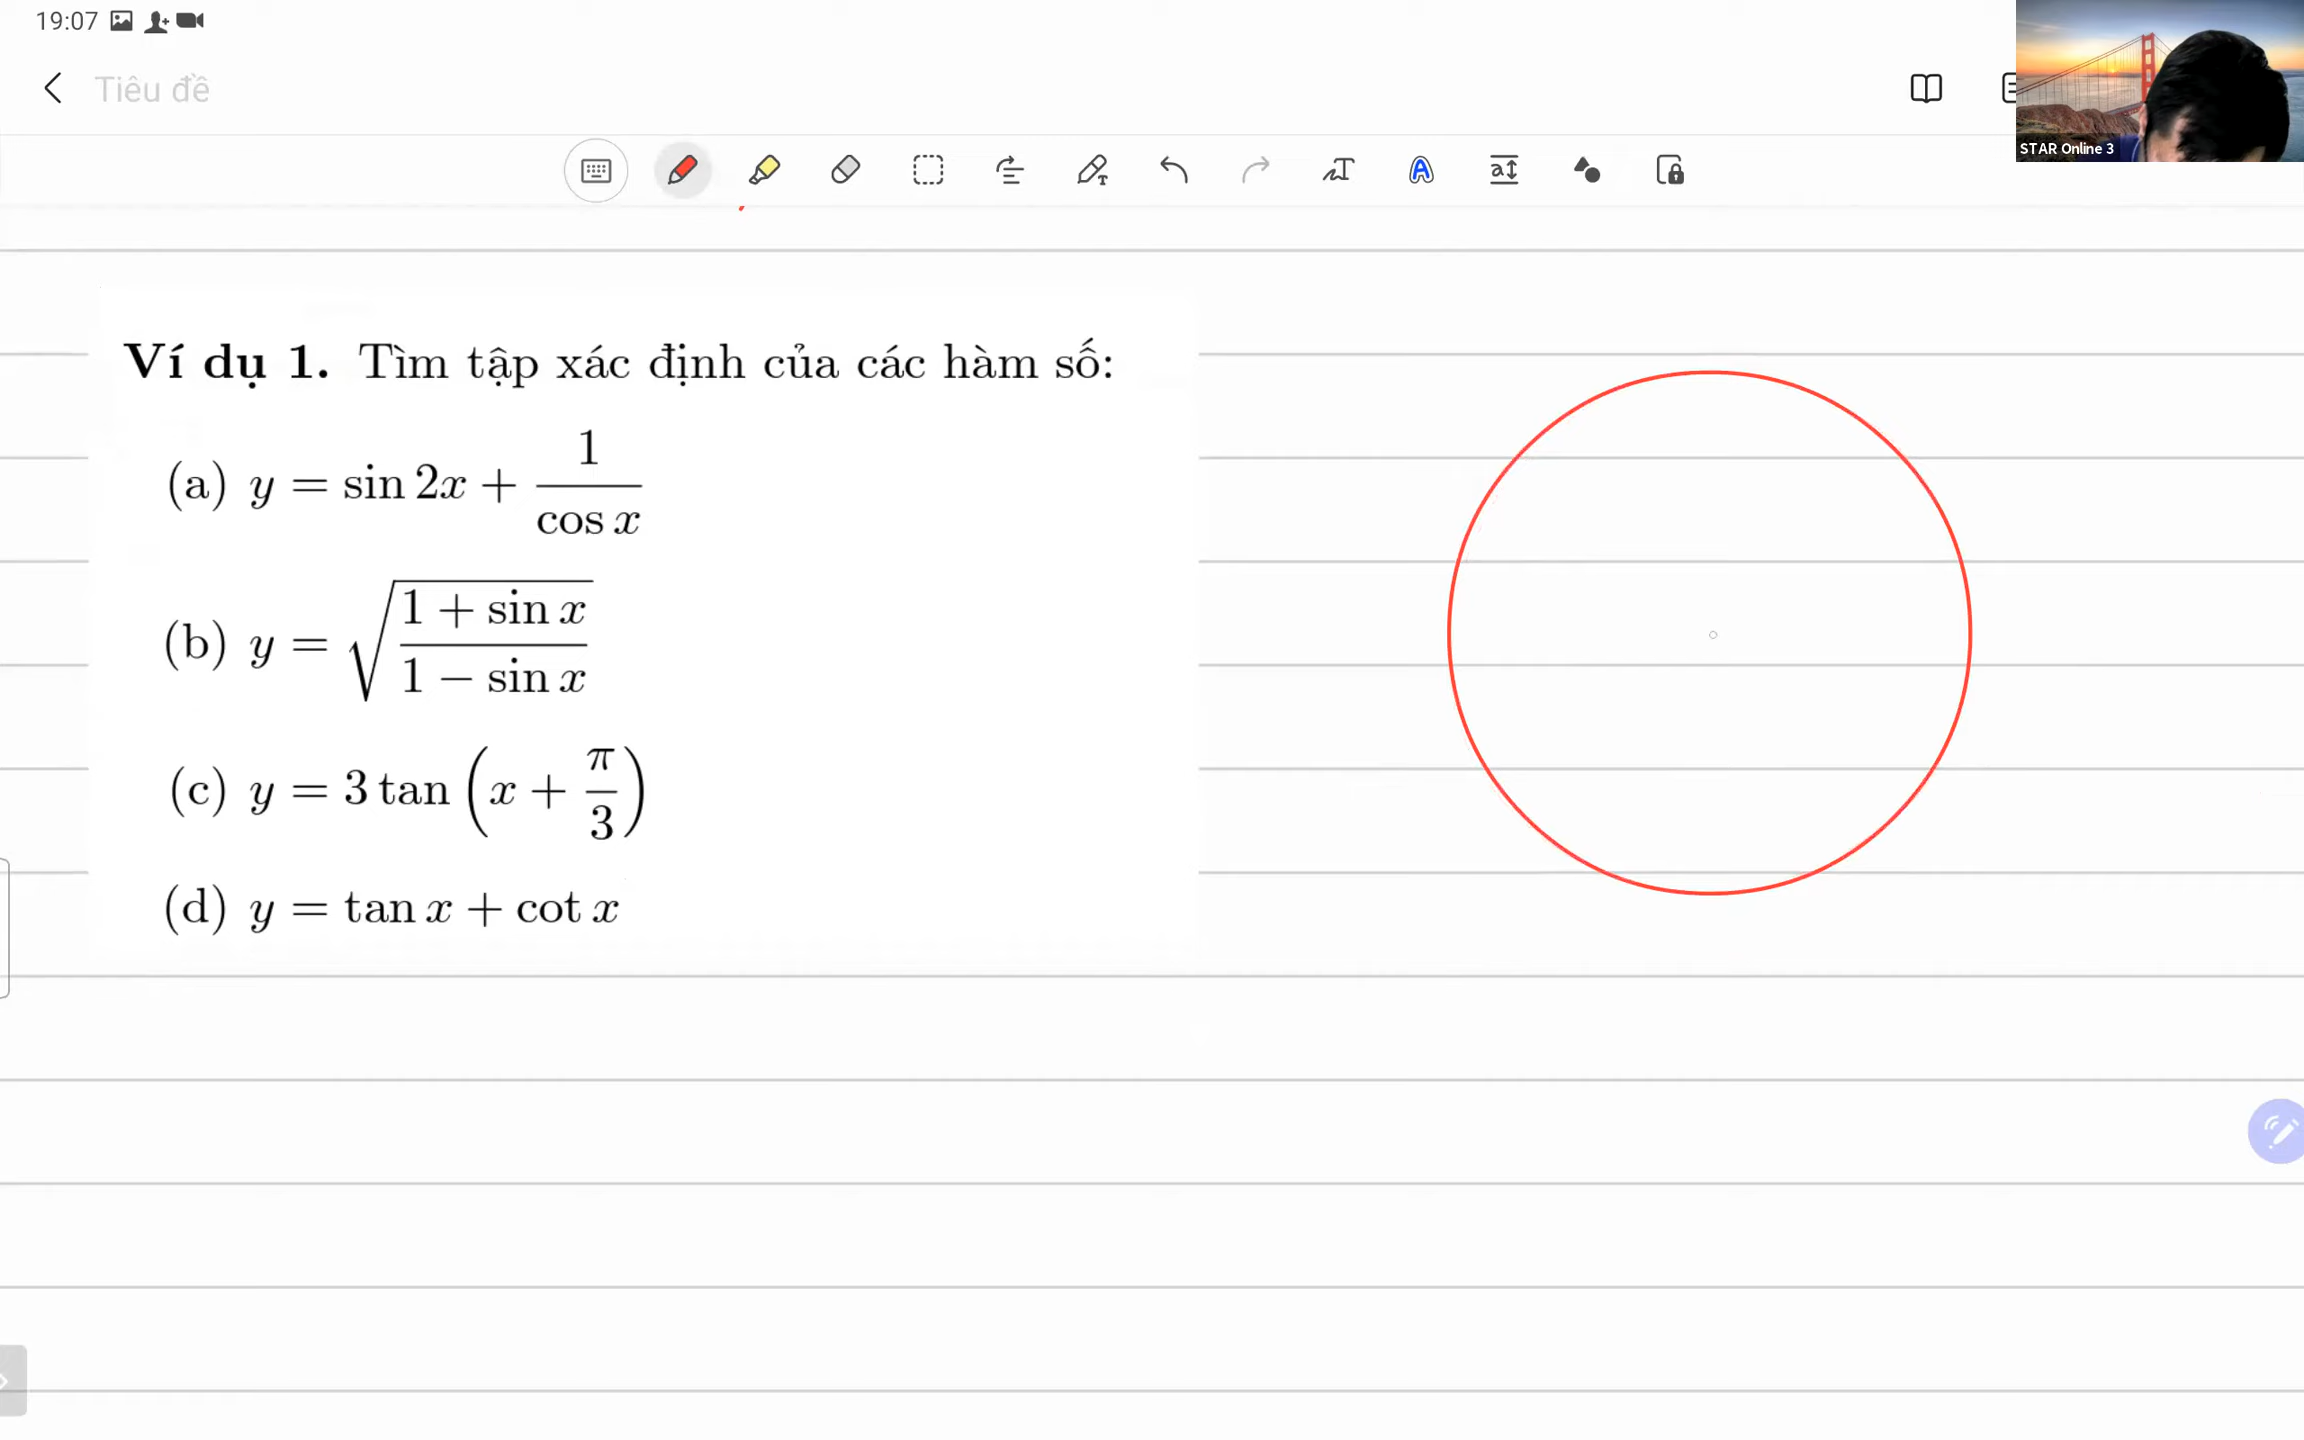 19:07
Tiêu đề
STAR Online 3
Ví dụ 1. Tìm tập xác định của các hàm số:
(a) y = sin 2x + 1/cos x
(b) y = √((1 + sin x)/(1 − sin x))
(c) y = 3 tan (x + π/3)
(d) y = tan x + cot x